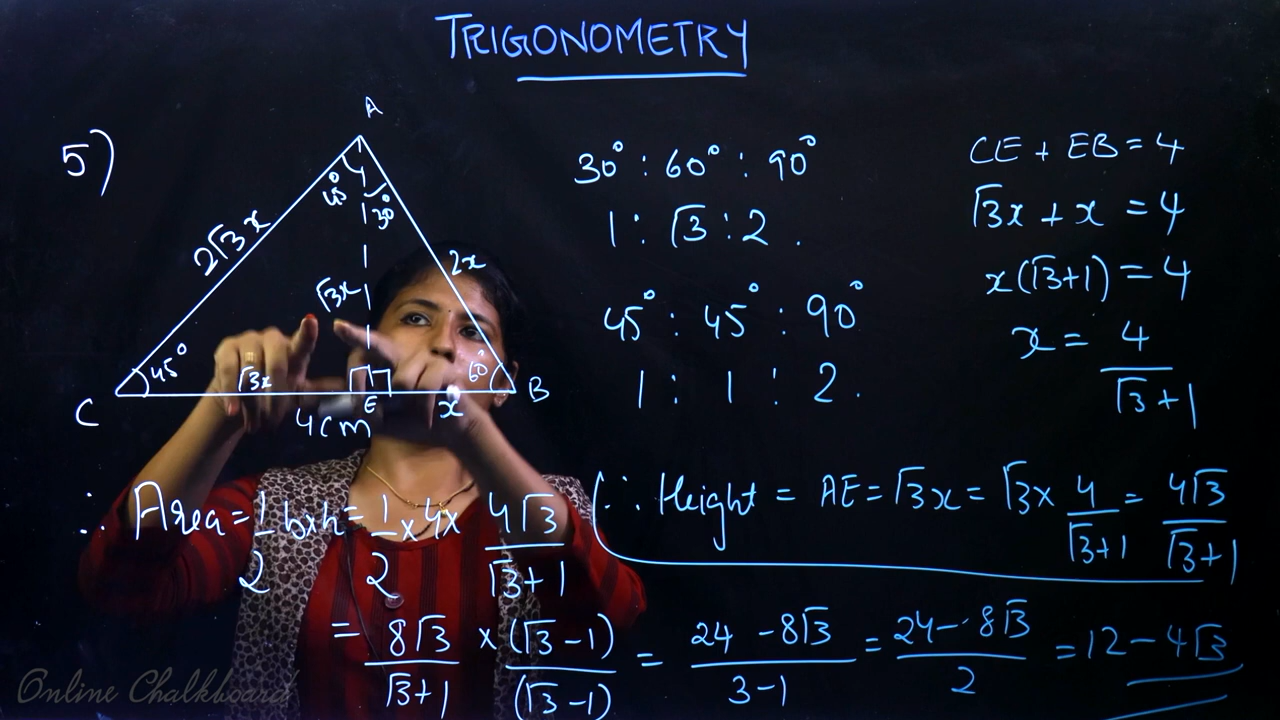 TRIGONOMETRY
5)
A
45° 30°
2√3x
2x
√3x
45°
60°
C
√3x
E
x
B
4cm
30° : 60° : 90°
1 : √3 : 2 .
45° : 45° : 90°
1 : 1 : 2 .
CE + EB = 4
√3x + x = 4
x(√3+1) = 4
x = 4/(√3+1)
∴ Height = AE = √3x = √3 × 4/(√3+1) = 4√3/(√3+1)
∴ Area = 1/2 b×h = 1/2 × 4 × 4√3/(√3+1)
= 8√3/(√3+1) × (√3-1)/(√3-1) = (24 - 8√3)/(3-1) = (24 - 8√3)/2 = 12 - 4√3
Online Chalkboard